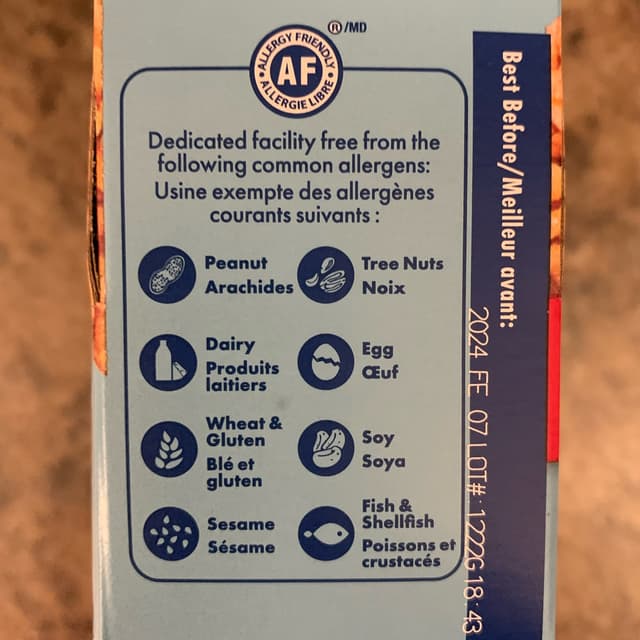 ®/MD
ALLERGY FRIENDLY
AF
ALLERGIE LIBRE
Dedicated facility free from the
following common allergens:
Usine exempte des allergènes
courants suivants :
Peanut
Arachides
Tree Nuts
Noix
Dairy
Produits
laitiers
Egg
Œuf
Wheat &
Gluten
Blé et
gluten
Soy
Soya
Sesame
Sésame
Fish &
Shellfish
Poissons et
crustacés
Best Before/Meilleur avant:
2024 FE 07 LOT#: 1222G 18:43